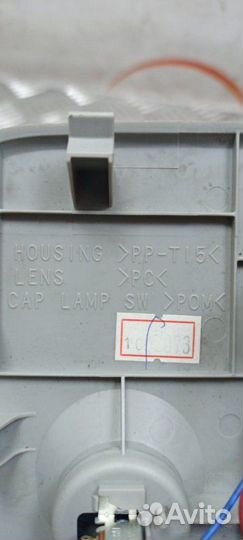 HOUSING >PP-T15<
LENS >PC<
CAP LAMP SW >POM<
Avito